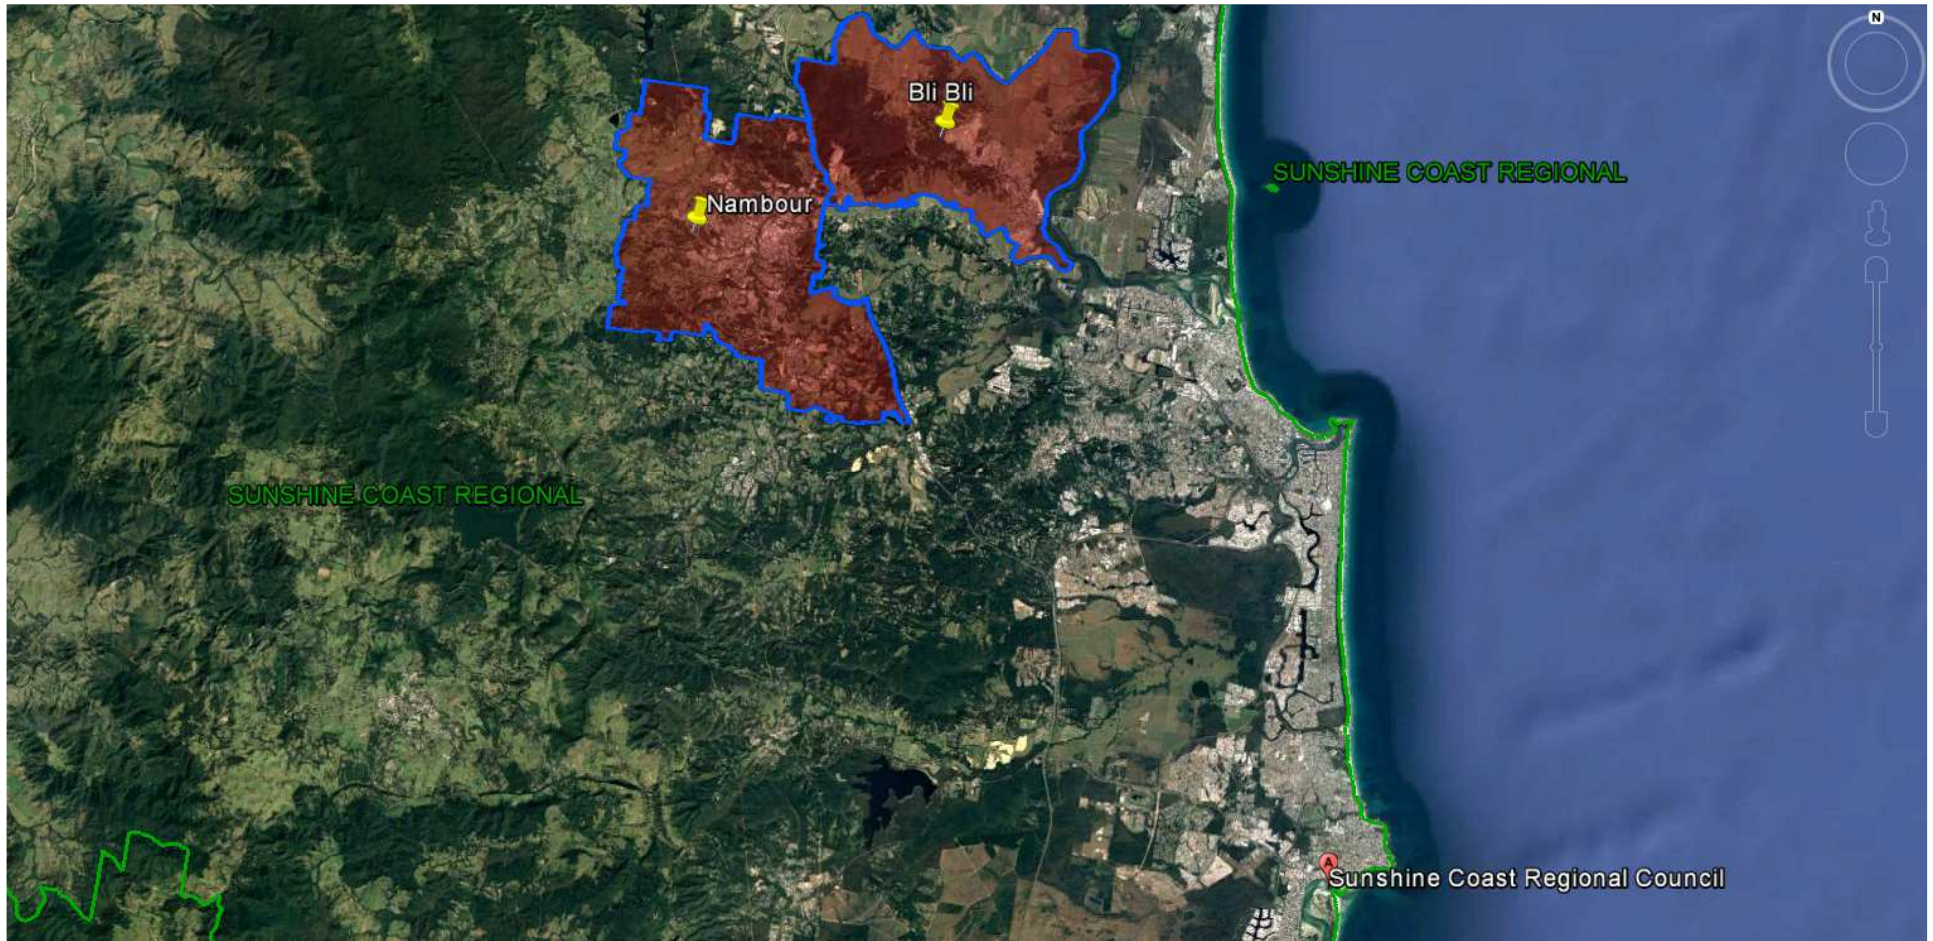 N
Bli Bli
SUNSHINE COAST REGIONAL
Nambour
SUNSHINE COAST REGIONAL
A
Sunshine Coast Regional Council